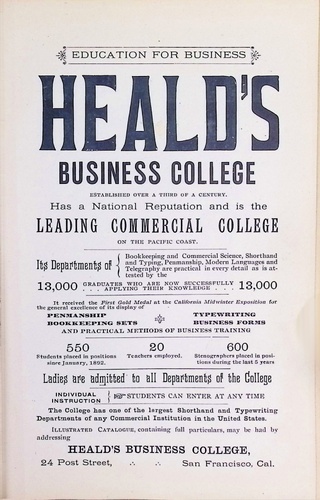 EDUCATION FOR BUSINESS
HEALD'S
BUSINESS COLLEGE
ESTABLISHED OVER A THIRD OF A CENTURY.
Has a National Reputation and is the
LEADING COMMERCIAL COLLEGE
ON THE PACIFIC COAST.
Its Departments of { Bookkeeping and Commercial Science, Shorthand
and Typing, Penmanship, Modern Languages and
Telegraphy are practical in every detail as is at-
tested by the
13,000 GRADUATES WHO ARE NOW SUCCESSFULLY 13,000
. . . APPLYING THEIR KNOWLEDGE . . .
It received the First Gold Medal at the California Midwinter Exposition for
the general excellence of its display of
PENMANSHIP TYPEWRITING
BOOKKEEPING SETS BUSINESS FORMS
AND PRACTICAL METHODS OF BUSINESS TRAINING
550 20 600
Students placed in positions Teachers employed. Stenographers placed in posi-
since January, 1892. tions during the last 5 years
Ladies are admitted to all Departments of the College
INDIVIDUAL
INSTRUCTION } ☞STUDENTS CAN ENTER AT ANY TIME
The College has one of the largest Shorthand and Typewriting
Departments of any Commercial Institution in the United States.
ILLUSTRATED CATALOGUE, containing full particulars, may be had by
addressing
HEALD'S BUSINESS COLLEGE,
24 Post Street, ∴ ∴ San Francisco, Cal.